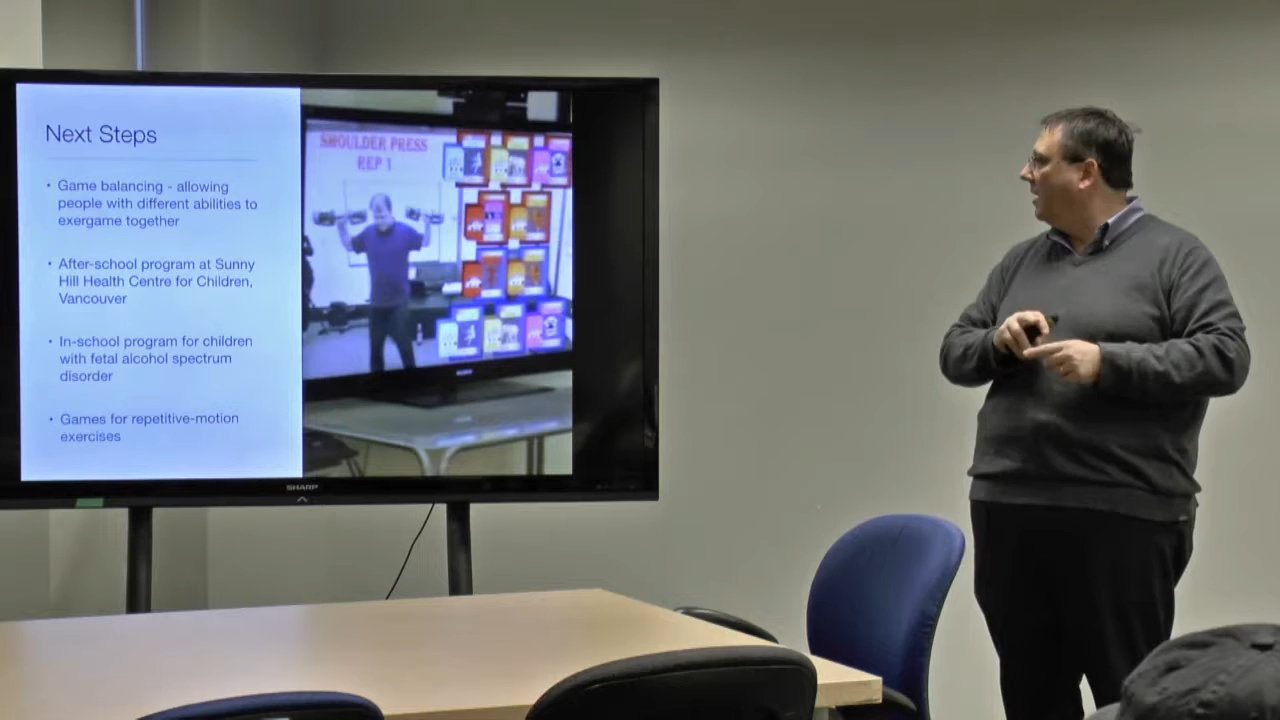 Next Steps
• Game balancing - allowing
people with different abilities to
exergame together
• After-school program at Sunny
Hill Health Centre for Children,
Vancouver
• In-school program for children
with fetal alcohol spectrum
disorder
• Games for repetitive-motion
exercises
SHOULDER PRESS
REP 1
SHARP